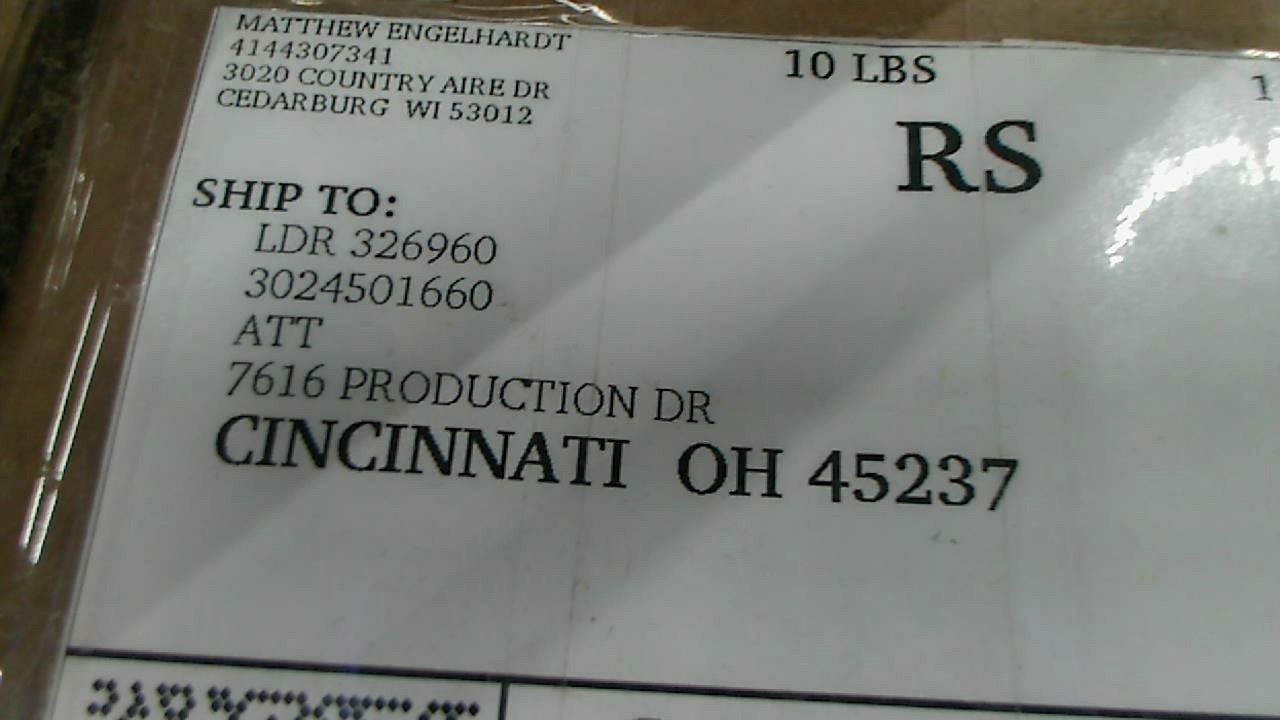 MATTHEW ENGELHARDT
4144307341
3020 COUNTRY AIRE DR
CEDARBURG WI 53012
10 LBS
1
RS
SHIP TO:
LDR 326960
3024501660
ATT
7616 PRODUCTION DR
CINCINNATI OH 45237